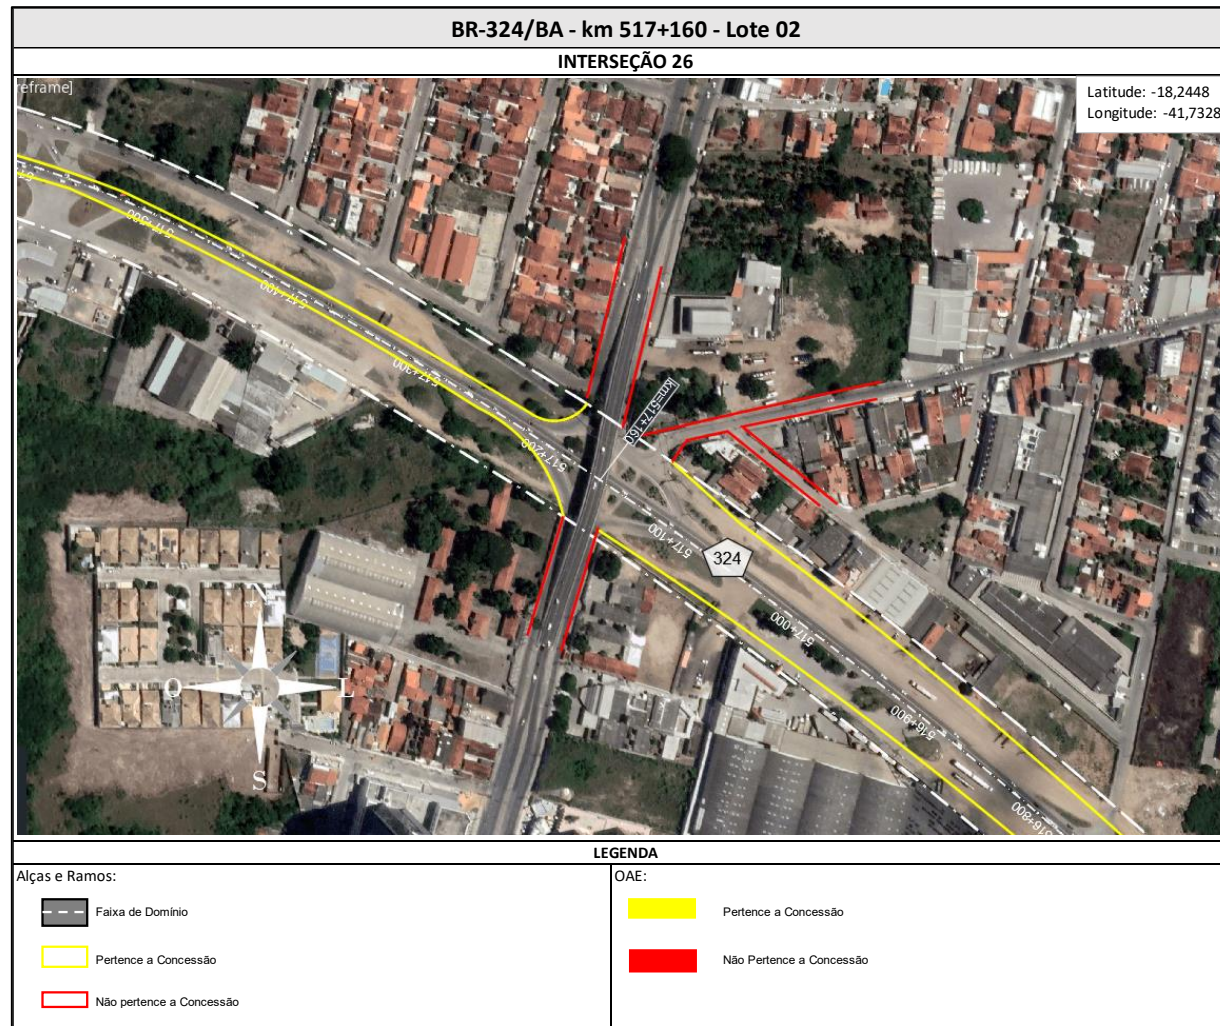 BR-324/BA - km 517+160 - Lote 02
INTERSEÇÃO 26
reframe]
Latitude: -18,2448
Longitude: -41,7328
517+500
517+400
517+300
517+200
km=517+160
517+100
324
517+000
516+900
516+800
N
O
L
S
LEGENDA
Alças e Ramos:
Faixa de Domínio
Pertence a Concessão
Não pertence a Concessão
OAE:
Pertence a Concessão
Não Pertence a Concessão